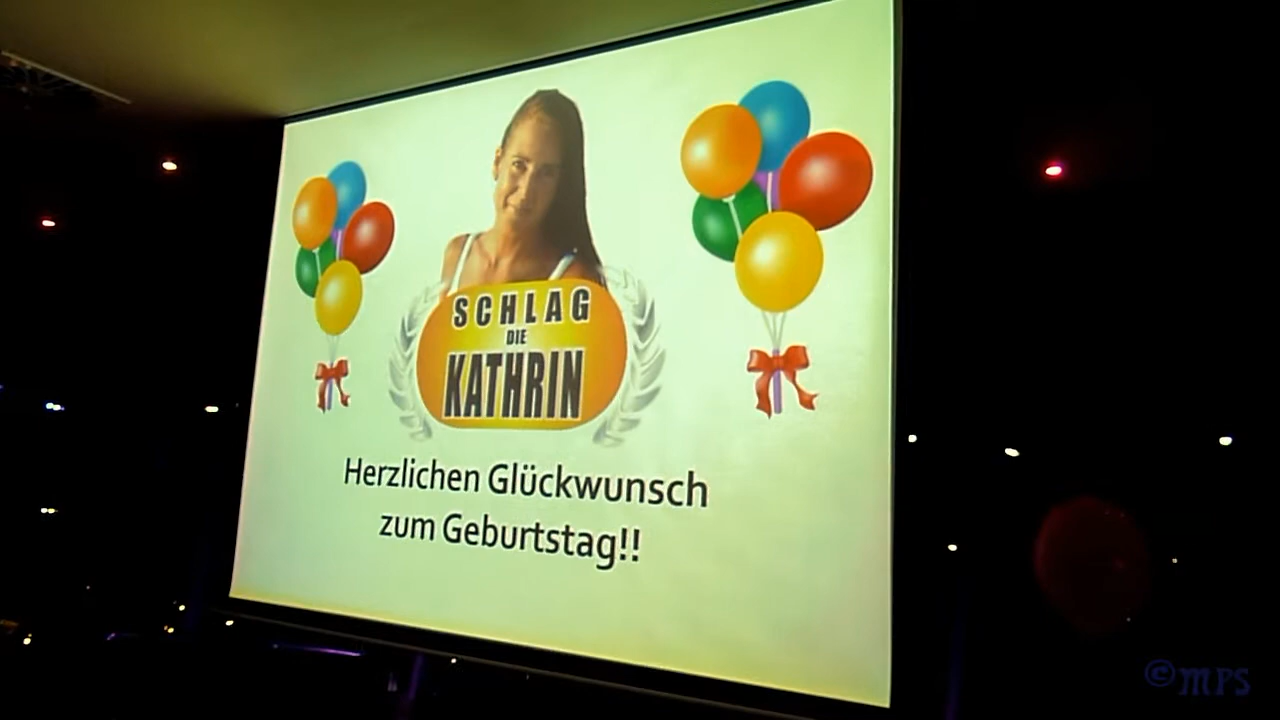 SCHLAG
DIE
KATHRIN
Herzlichen Glückwunsch
zum Geburtstag!!
©MPS